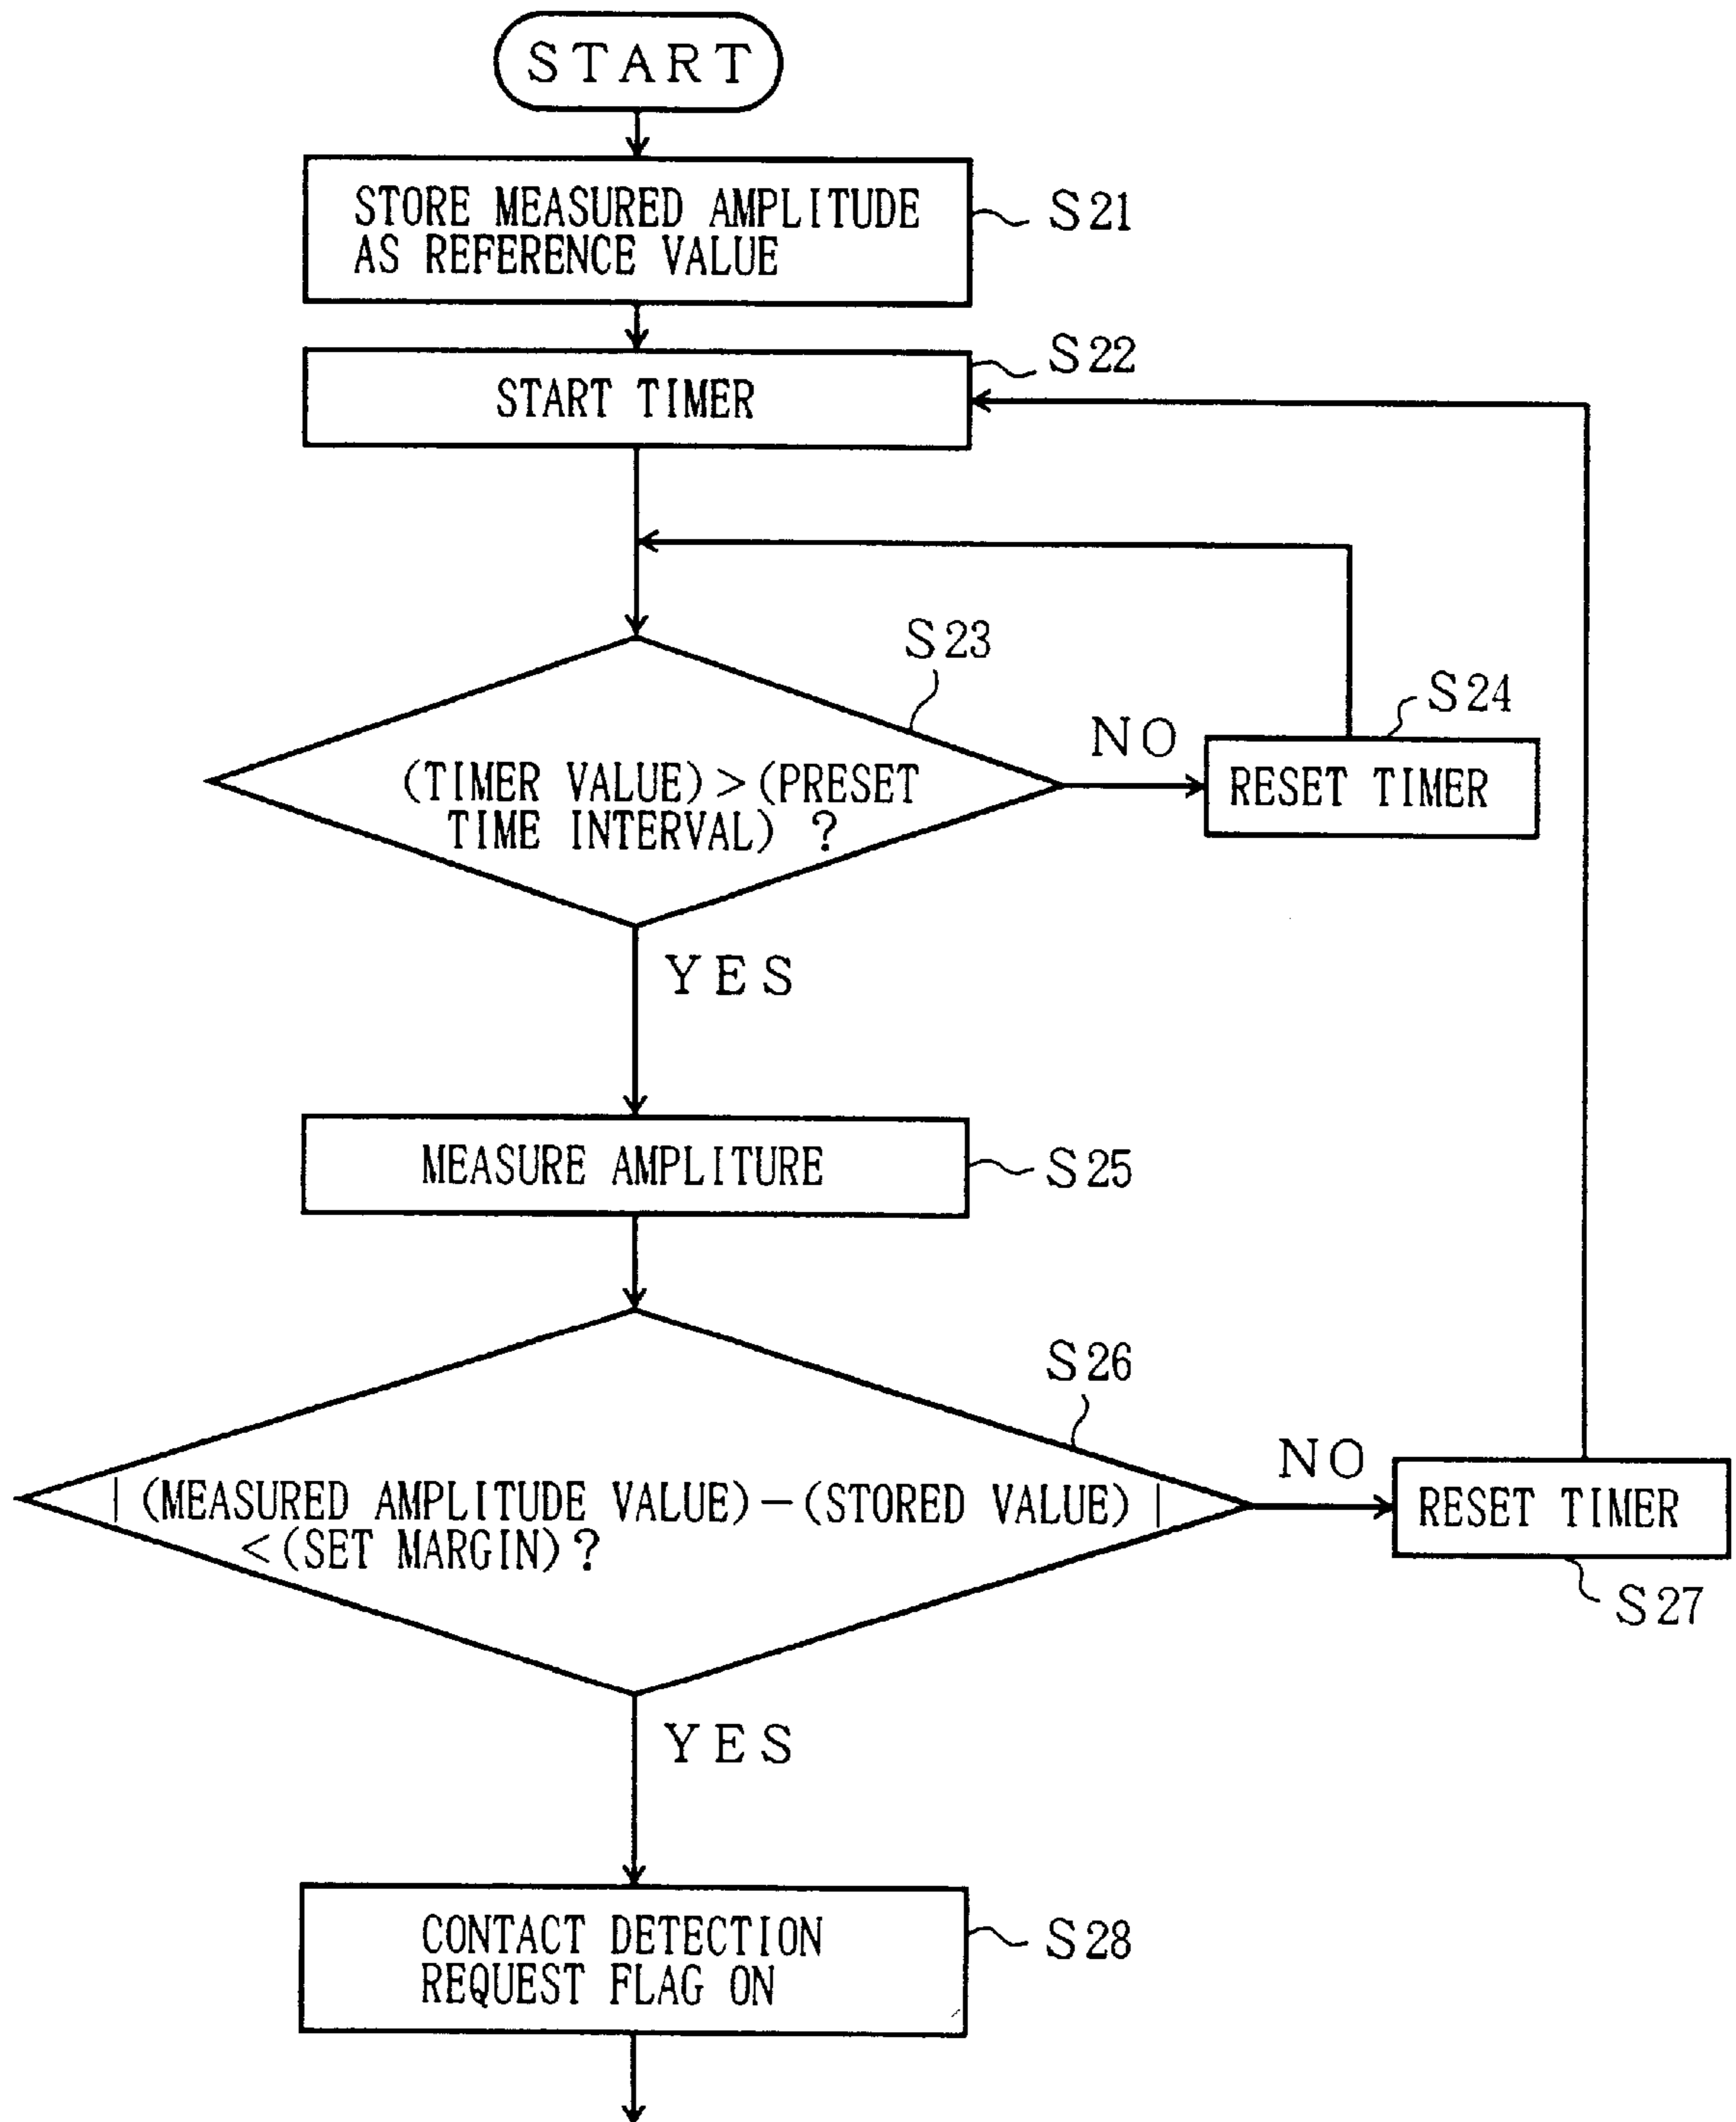 START
STORE MEASURED AMPLITUDE
AS REFERENCE VALUE
S21
START TIMER
S22
S23
(TIMER VALUE)>(PRESET
TIME INTERVAL) ?
NO
S24
RESET TIMER
YES
MEASURE AMPLITURE
S25
S26
|(MEASURED AMPLITUDE VALUE)−(STORED VALUE)|
<(SET MARGIN)?
NO
RESET TIMER
S27
YES
CONTACT DETECTION
REQUEST FLAG ON
S28